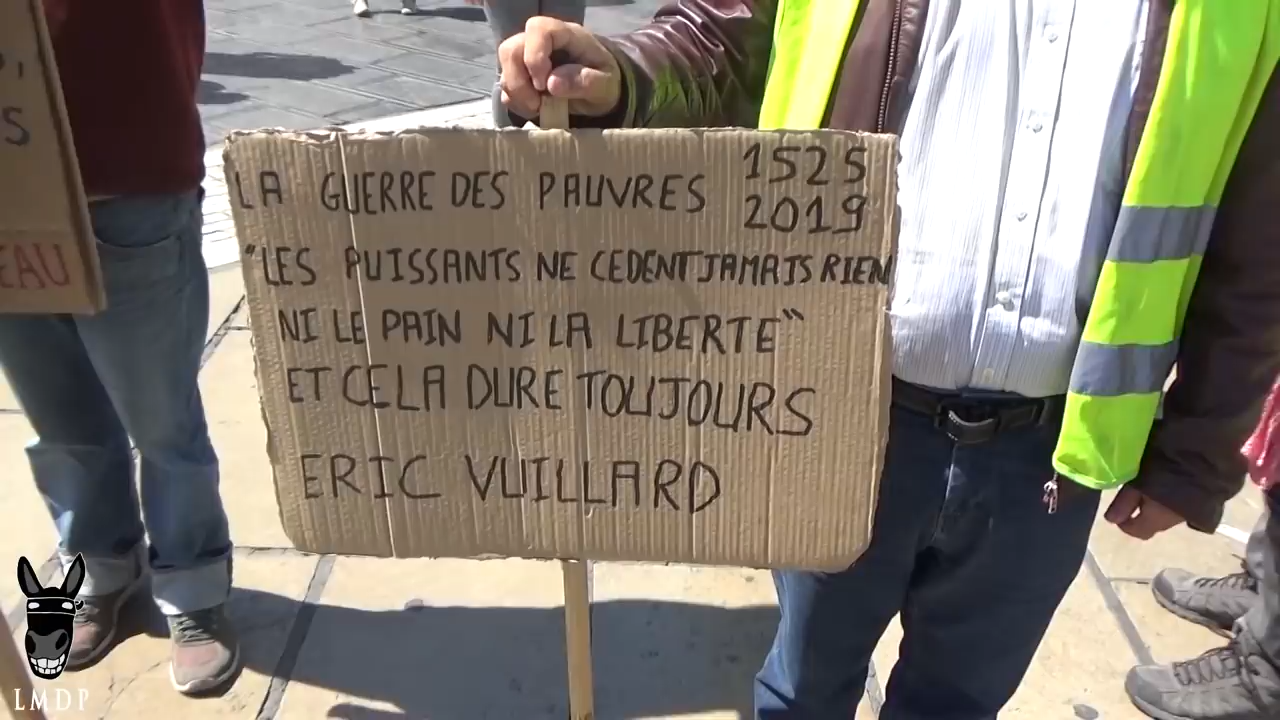 LA GUERRE DES PAUVRES 1525
2019
"LES PUISSANTS NE CEDENT JAMAIS RIEN
NI LE PAIN NI LA LIBERTE"
ET CELA DURE TOUJOURS
ERIC VUILLARD
S
EAU
LMDP